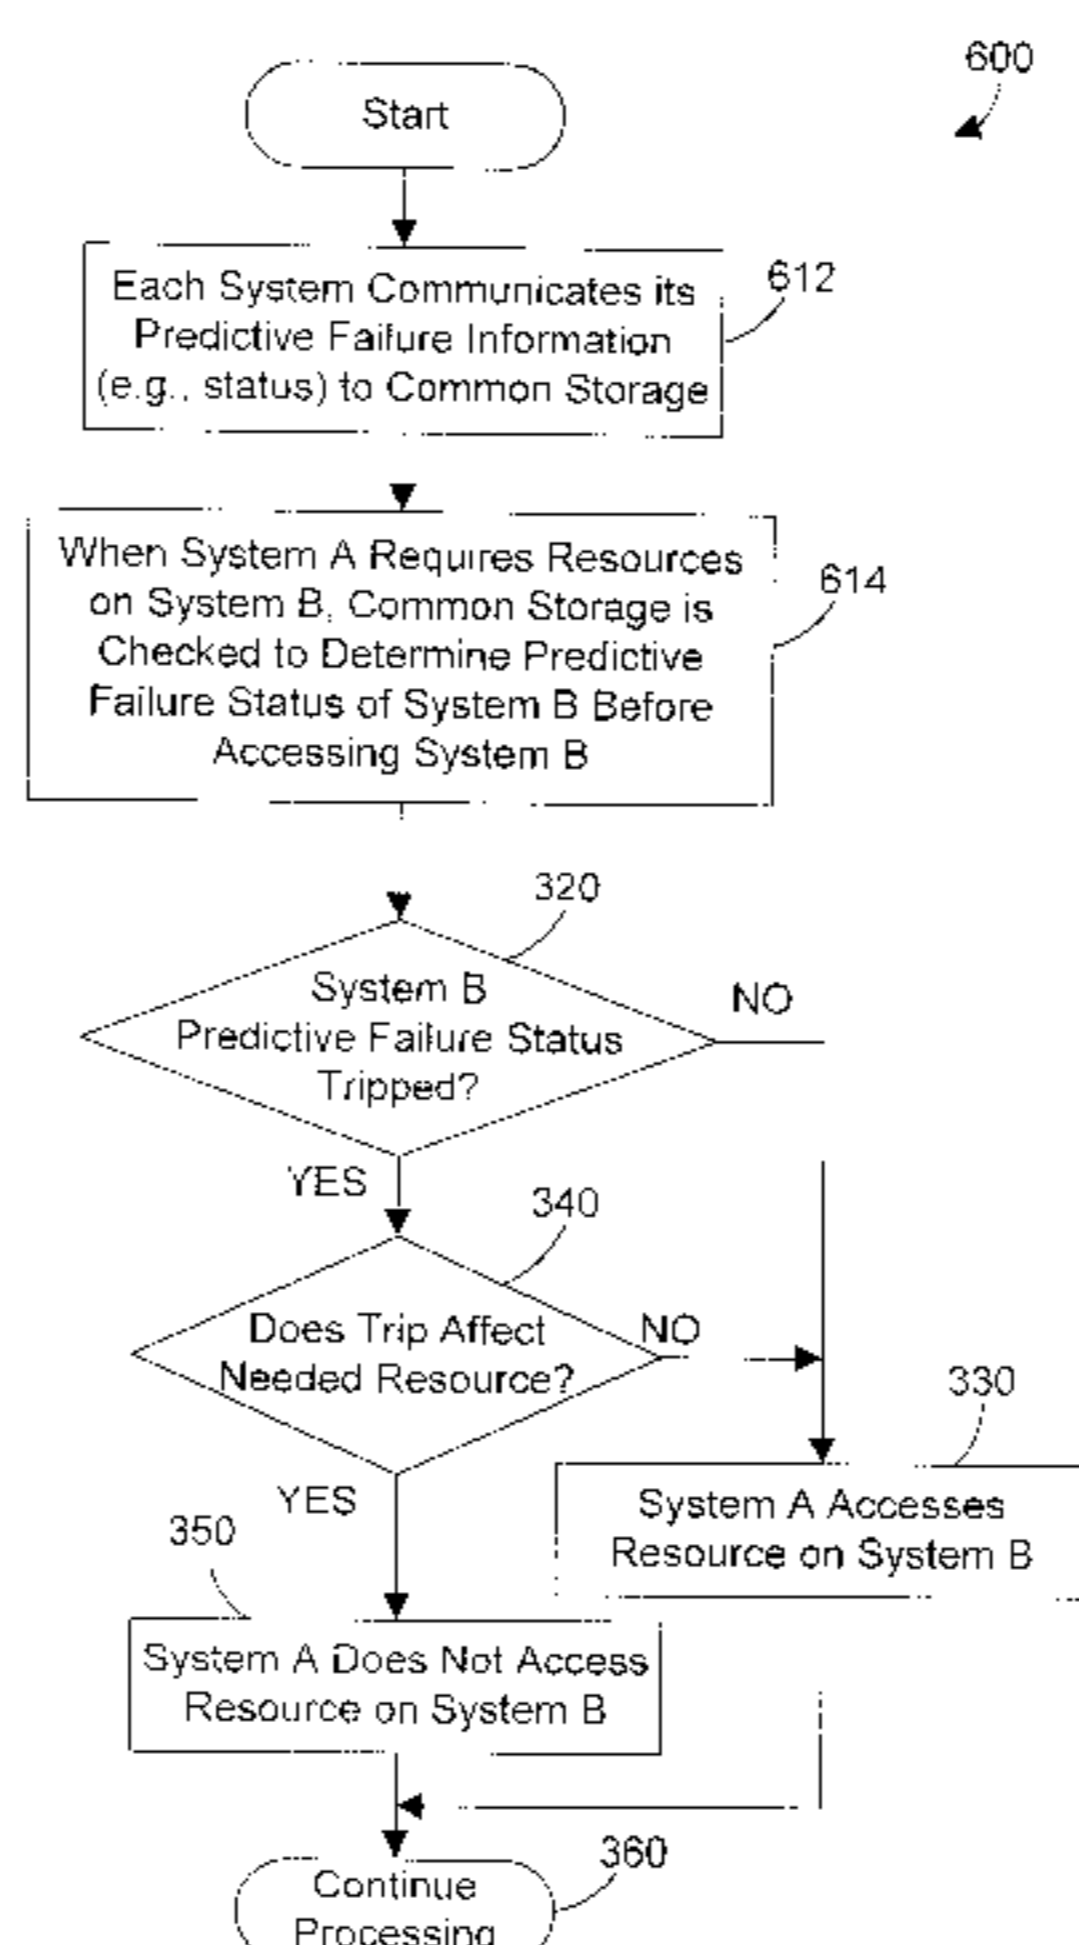 600
Start
612
Each System Communicates its
Predictive Failure Information
(e.g., status) to Common Storage
614
When System A Requires Resources
on System B, Common Storage is
Checked to Determine Predictive
Failure Status of System B Before
Accessing System B
320
System B
Predictive Failure Status
Tripped?
NO
YES
340
Does Trip Affect
Needed Resource?
NO
YES
330
System A Accesses
Resource on System B
350
System A Does Not Access
Resource on System B
360
Continue
Processing